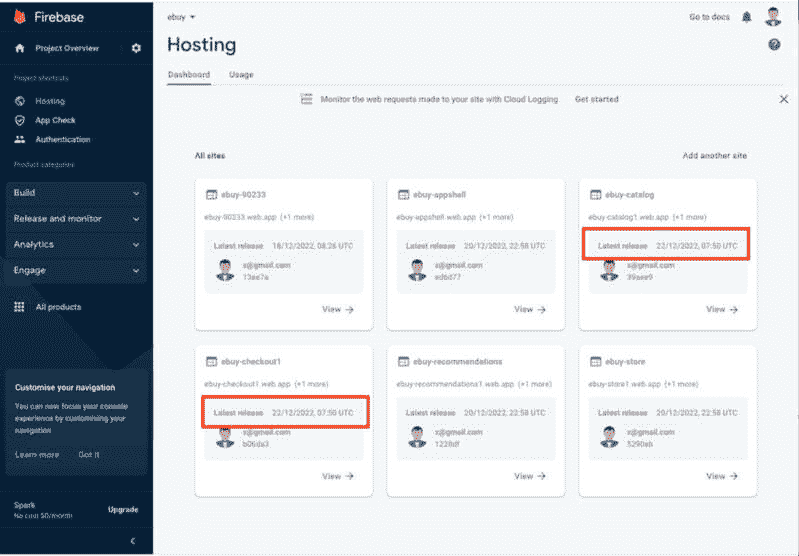 Firebase
Project Overview
Project shortcuts
Hosting
App Check
Authentication
Product categories
Build
Release and monitor
Analytics
Engage
All products
Customise your navigation
You can now focus your console
experience by customising your
navigation
Learn more Got it
Spark
No cost $0/month
Upgrade
ebuy
Go to docs
Hosting
Dashboard Usage
Monitor the web requests made to your site with Cloud Logging Get started
All sites Add another site
ebuy-90233
ebuy-90233.web.app (+1 more)
Latest release 16/12/2022, 08:26 UTC
x@gmail.com
View
ebuy-appshell
ebuy-appshell.web.app (+1 more)
Latest release 20/12/2022, 22:58 UTC
x@gmail.com
View
ebuy-catalog
ebuy-catalog1.web.app (+1 more)
Latest release 22/12/2022, 07:50 UTC
x@gmail.com
View
ebuy-checkout1
ebuy-checkout1.web.app (+1 more)
Latest release 22/12/2022, 07:50 UTC
x@gmail.com
b06da3
View
ebuy-recommendations
ebuy-recommendations1.web.app (+1 more)
Latest release 20/12/2022, 22:58 UTC
x@gmail.com
View
ebuy-store
ebuy-store1.web.app (+1 more)
Latest release 20/12/2022, 22:58 UTC
x@gmail.com
View